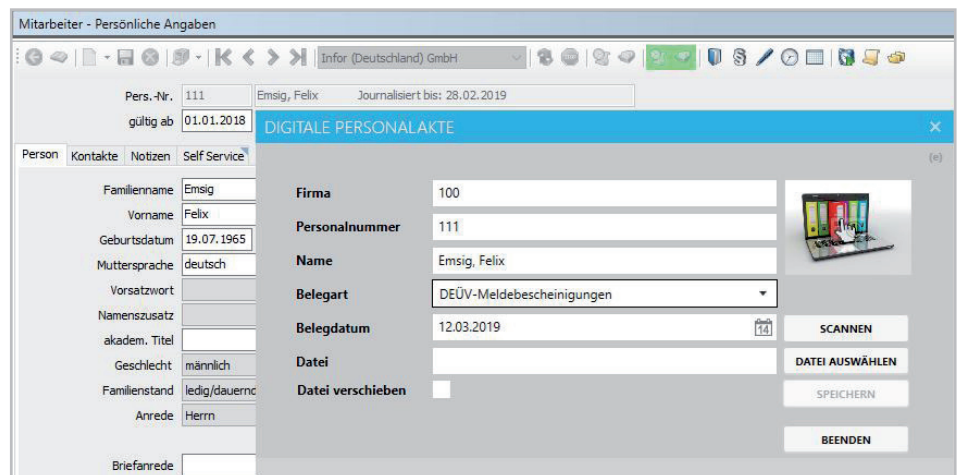 Mitarbeiter - Persönliche Angaben
Infor (Deutschland) GmbH
Pers.-Nr. 111 Emsig, Felix Journalisiert bis: 28.02.2019
gültig ab 01.01.2018
DIGITALE PERSONALAKTE
Person Kontakte Notizen Self Service
(e)
Familienname Emsig
Vorname Felix
Geburtsdatum 19.07.1965
Muttersprache deutsch
Vorsatzwort
Namenszusatz
akadem. Titel
Geschlecht männlich
Familienstand ledig/dauernd
Anrede Herrn
Briefanrede
Firma 100
Personalnummer 111
Name Emsig, Felix
Belegart DEÜV-Meldebescheinigungen
Belegdatum 12.03.2019 14
Datei
Datei verschieben
SCANNEN
DATEI AUSWÄHLEN
SPEICHERN
BEENDEN